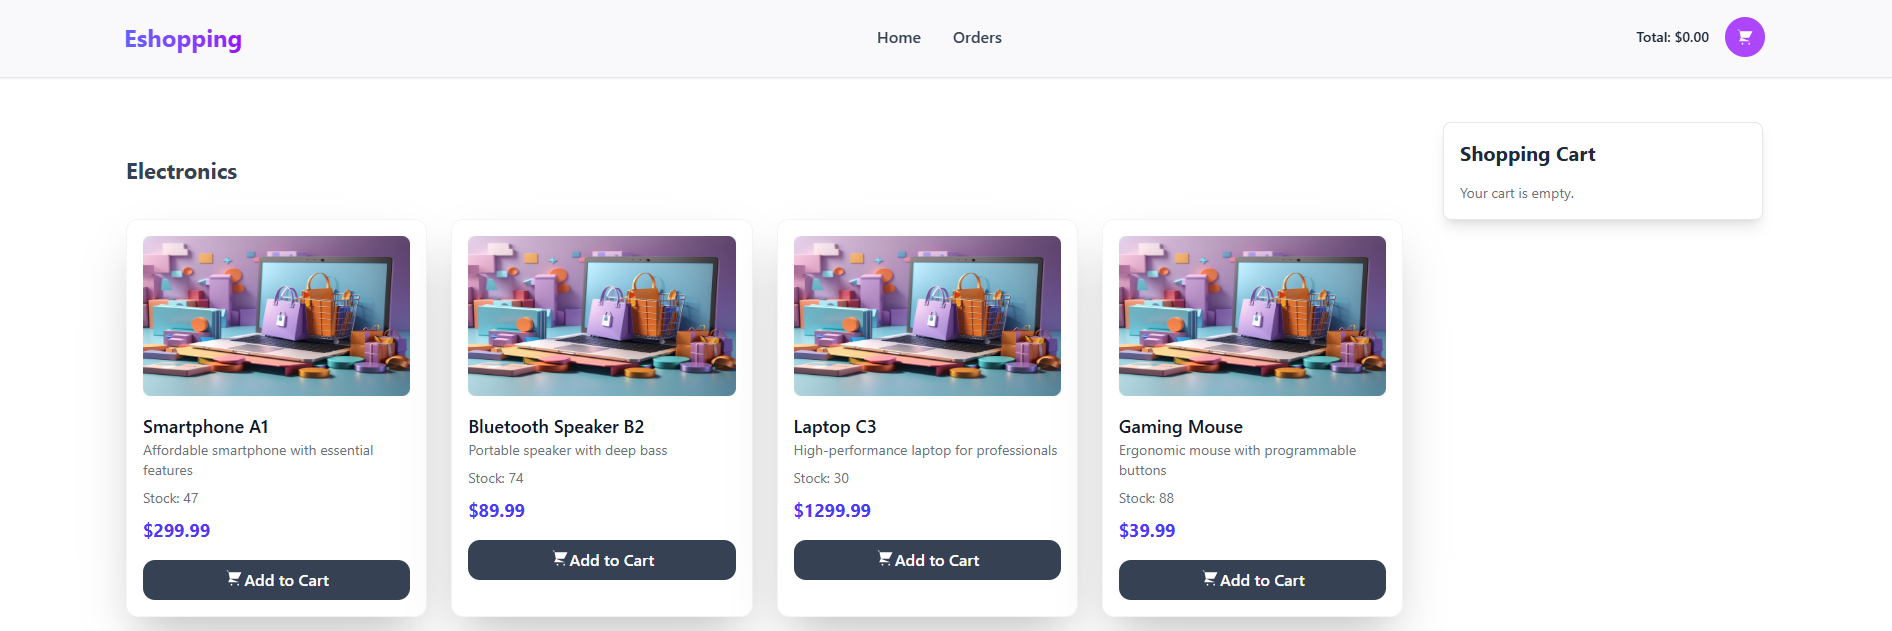 Eshopping
Home
Orders
Total: $0.00
Electronics
Shopping Cart
Your cart is empty.
Smartphone A1
Affordable smartphone with essential
features
Stock: 47
$299.99
Add to Cart
Bluetooth Speaker B2
Portable speaker with deep bass
Stock: 74
$89.99
Add to Cart
Laptop C3
High-performance laptop for professionals
Stock: 30
$1299.99
Add to Cart
Gaming Mouse
Ergonomic mouse with programmable
buttons
Stock: 88
$39.99
Add to Cart